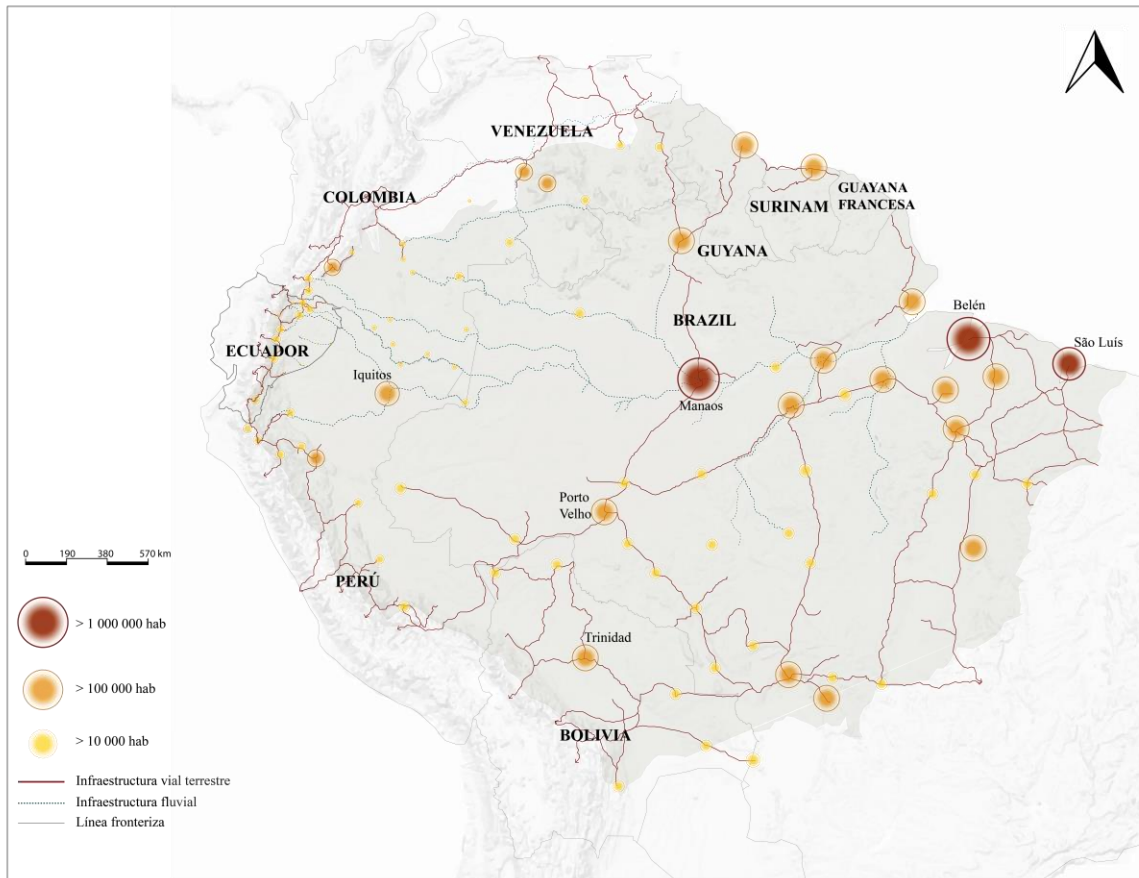 VENEZUELA
COLOMBIA
GUAYANA
FRANCESA
SURINAM
GUYANA
Belén
BRAZIL
São Luís
ECUADOR
Iquitos
Manaos
Porto
Velho
0 190 380 570 km
PERÚ
> 1 000 000 hab
Trinidad
> 100 000 hab
BOLIVIA
> 10 000 hab
Infraestructura vial terrestre
Infraestructura fluvial
Línea fronteriza